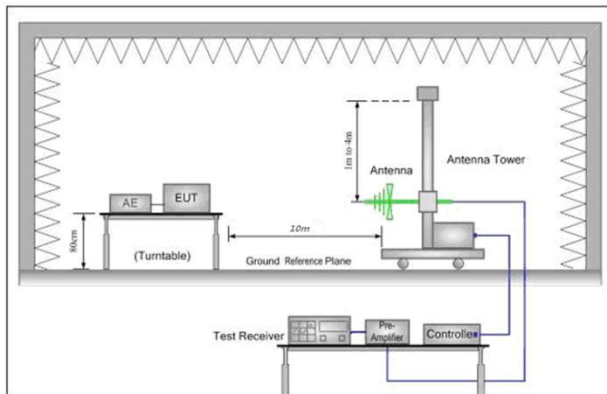 1m to 4m
Antenna
Antenna Tower
AE
EUT
80cm
(Turntable)
10m
Ground Reference Plane
Test Receiver
Pre-
Amplifier
Controller